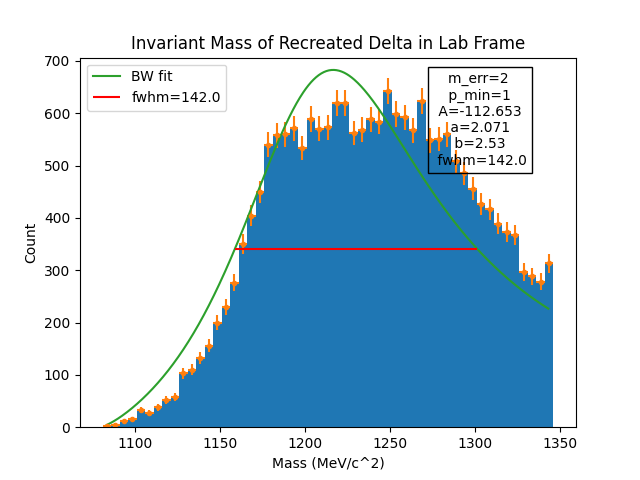 Invariant Mass of Recreated Delta in Lab Frame
BW fit
fwhm=142.0
m_err=2
p_min=1
A=-112.653
a=2.071
b=2.53
fwhm=142.0
700
600
500
400
300
200
100
0
Count
1100
1150
1200
1250
1300
1350
Mass (MeV/c^2)